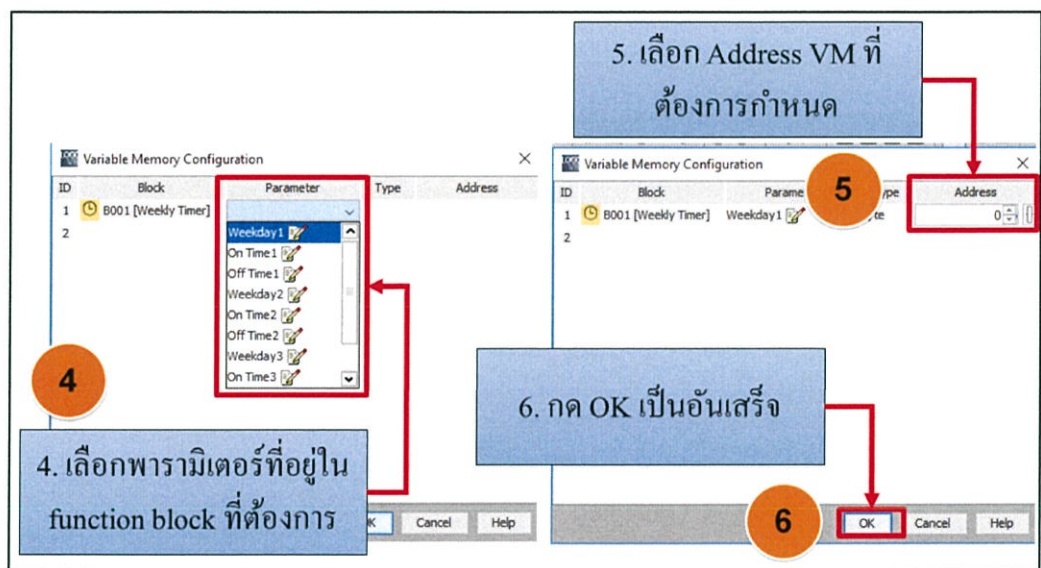 5. เลือก Address VM ที่
ต้องการกำหนด
Variable Memory Configuration
ID Block Parameter Type Address
1 B001 [Weekly Timer]
2
Weekday1
On Time1
Off Time1
Weekday2
On Time2
Off Time2
Weekday3
On Time3
4
4. เลือกพารามิเตอร์ที่อยู่ใน
function block ที่ต้องการ
Cancel Help
Variable Memory Configuration
5
ID Block Parame ype Address
1 B001 [Weekly Timer] Weekday1 te 0
2
6. กด OK เป็นอันเสร็จ
6
OK Cancel Help